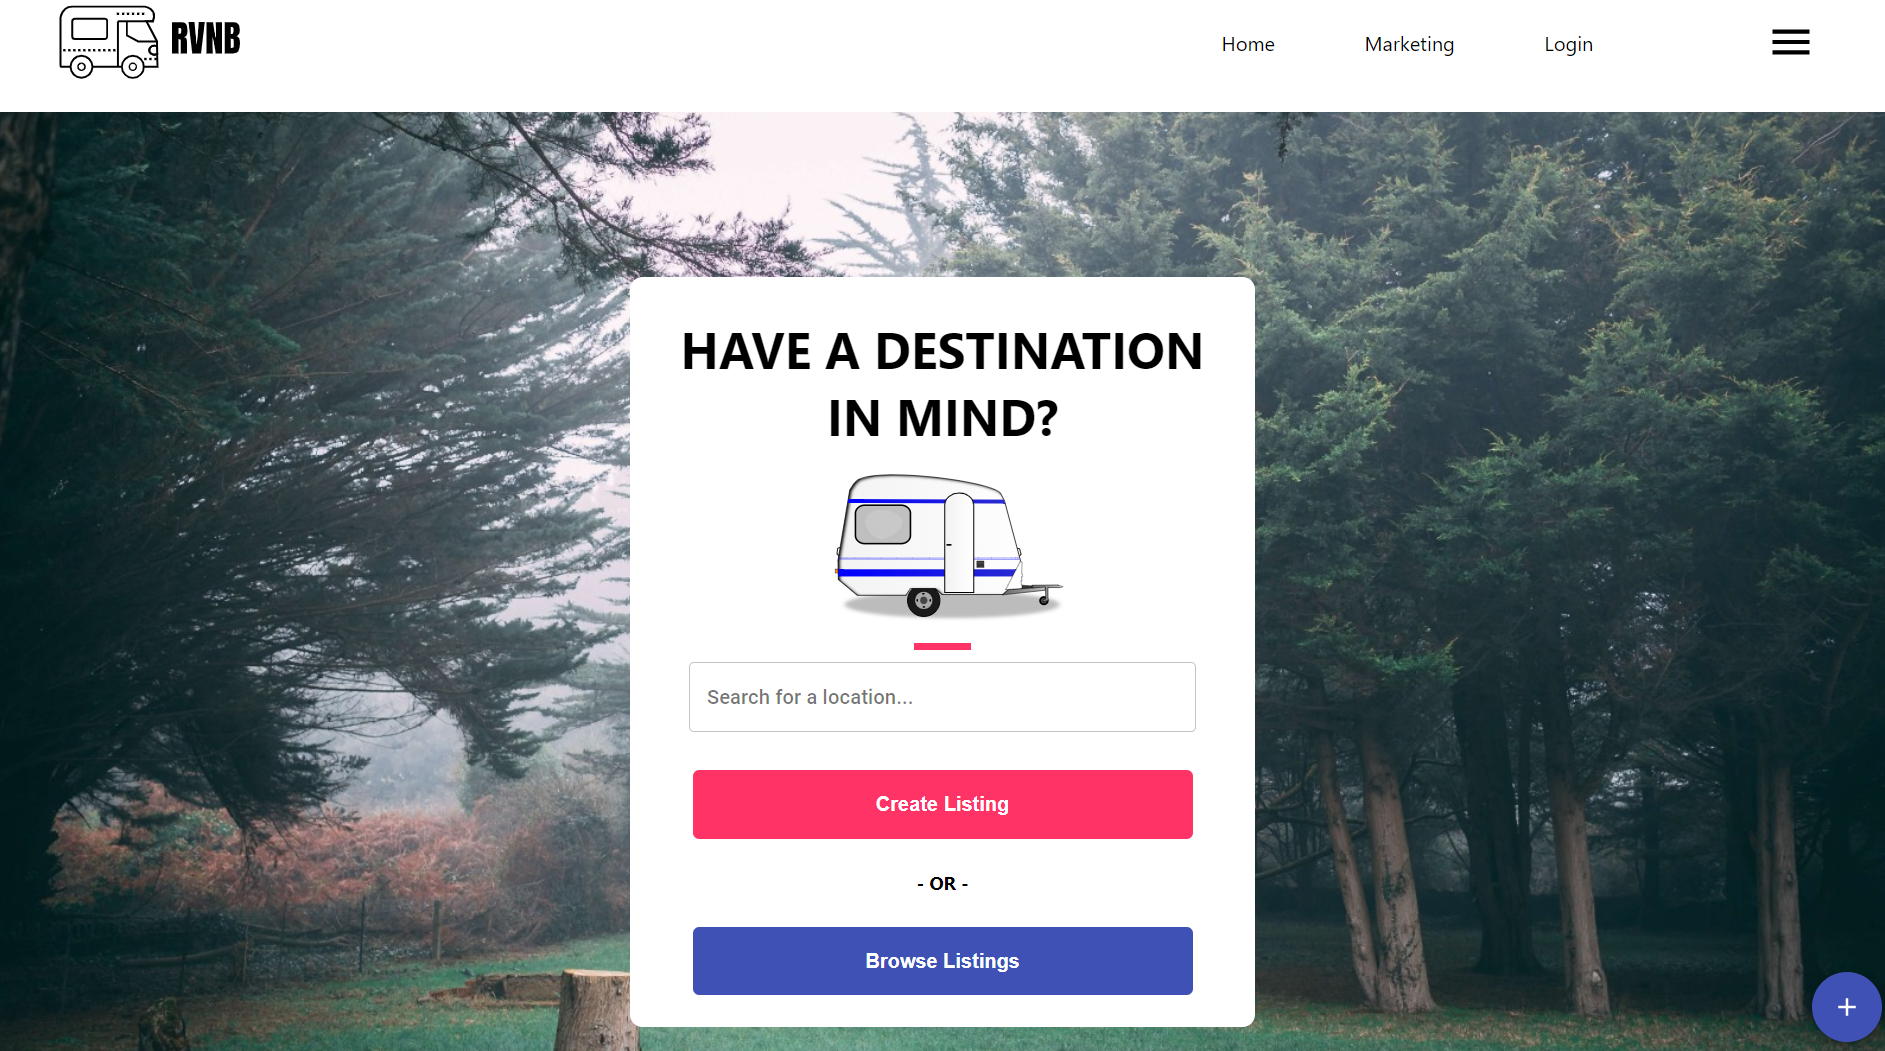 RVNB
Home
Marketing
Login
HAVE A DESTINATION
IN MIND?
Search for a location...
Create Listing
- OR -
Browse Listings
+